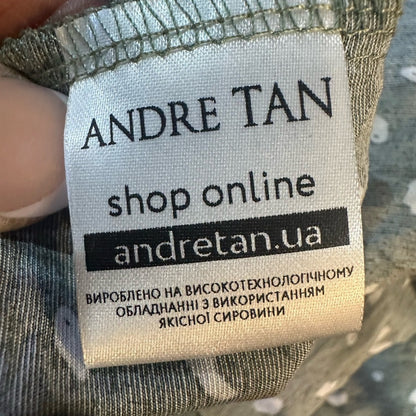 ANDRE TAN
shop online
andretan.ua
ВИРОБЛЕНО НА ВИСОКОТЕХНОЛОГІЧНОМУ
ОБЛАДНАННІ З ВИКОРИСТАННЯМ
ЯКІСНОЇ СИРОВИНИ